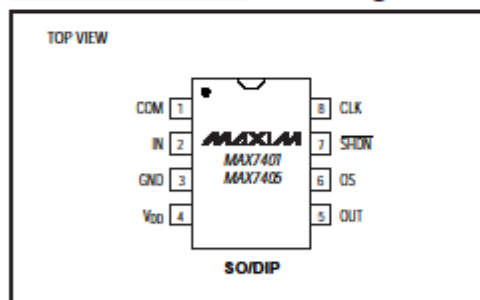 TOP VIEW
COM 1 8 CLK
IN 2 MAXIM 7 SHDN
MAX7401
GND 3 MAX7405 6 OS
VDD 4 5 OUT
SO/DIP